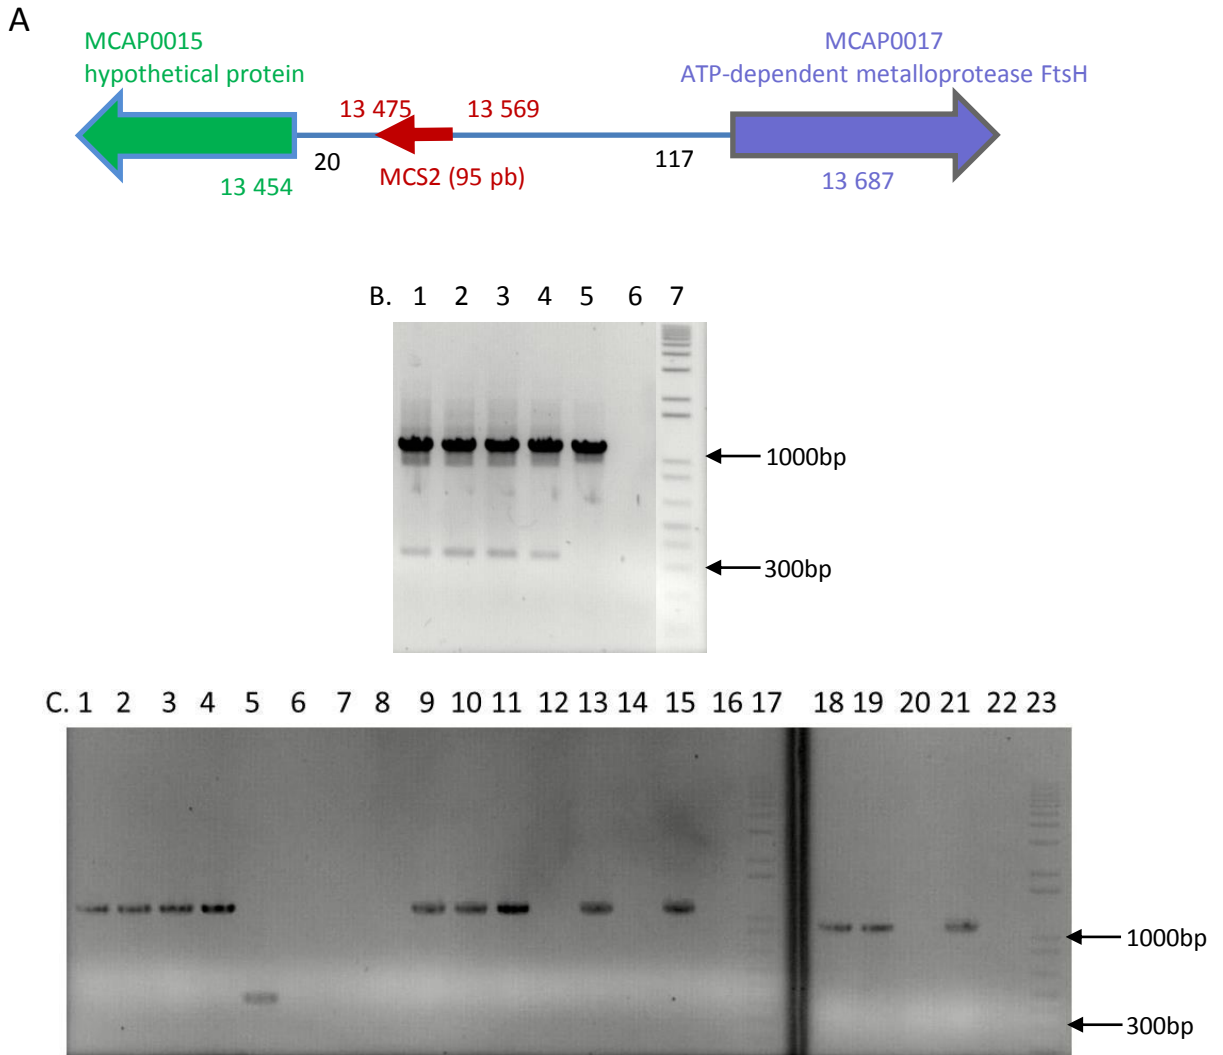 A
MCAP0015
hypothetical protein
MCAP0017
ATP-dependent metalloprotease FtsH
13 475
13 569
20
117
MCS2 (95 pb)
13 454
13 687
B. 1 2 3 4 5 6 7
1000bp
300bp
C. 1 2 3 4 5 6 7 8 9 10 11 12 13 14 15 16 17 18 19 20 21 22 23
1000bp
300bp